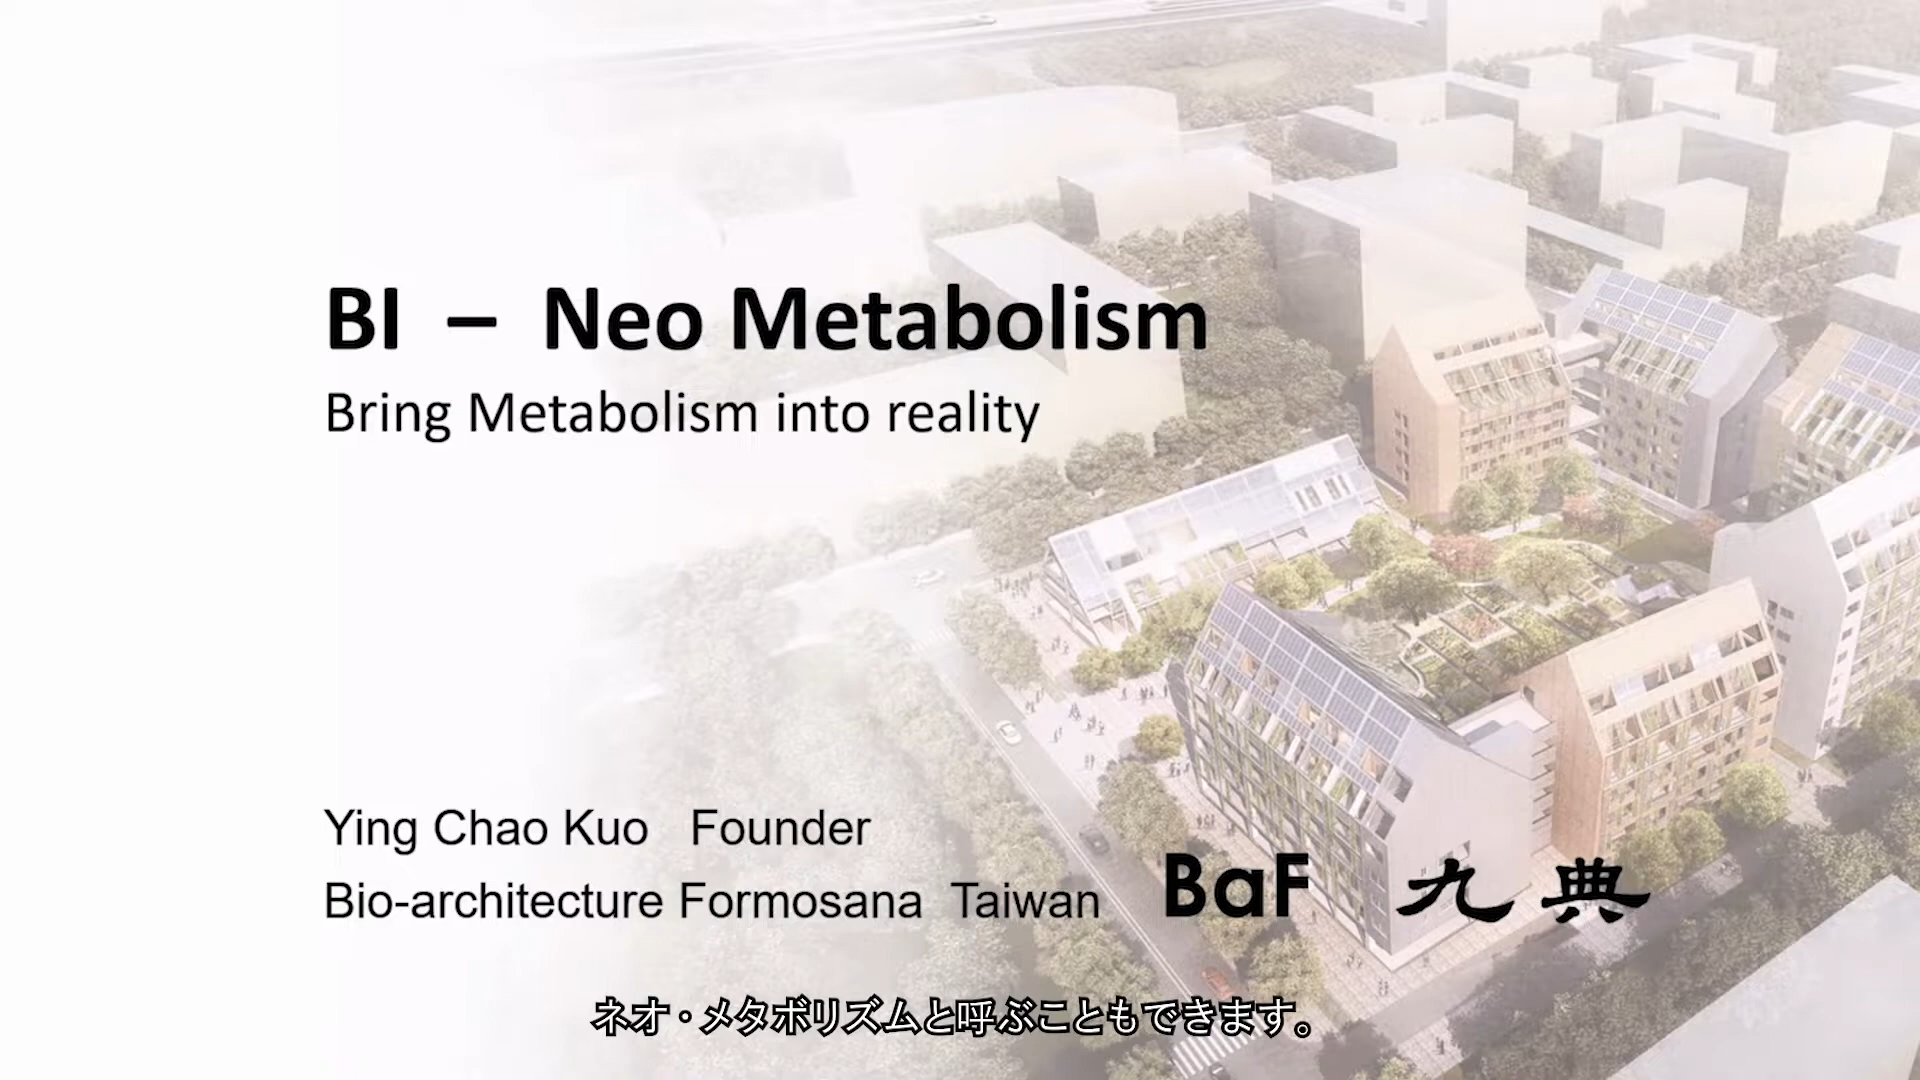 BI – Neo Metabolism
Bring Metabolism into reality
Ying Chao Kuo Founder
Bio-architecture Formosana Taiwan BaF 九典
ネオ・メタボリズムと呼ぶこともできます。